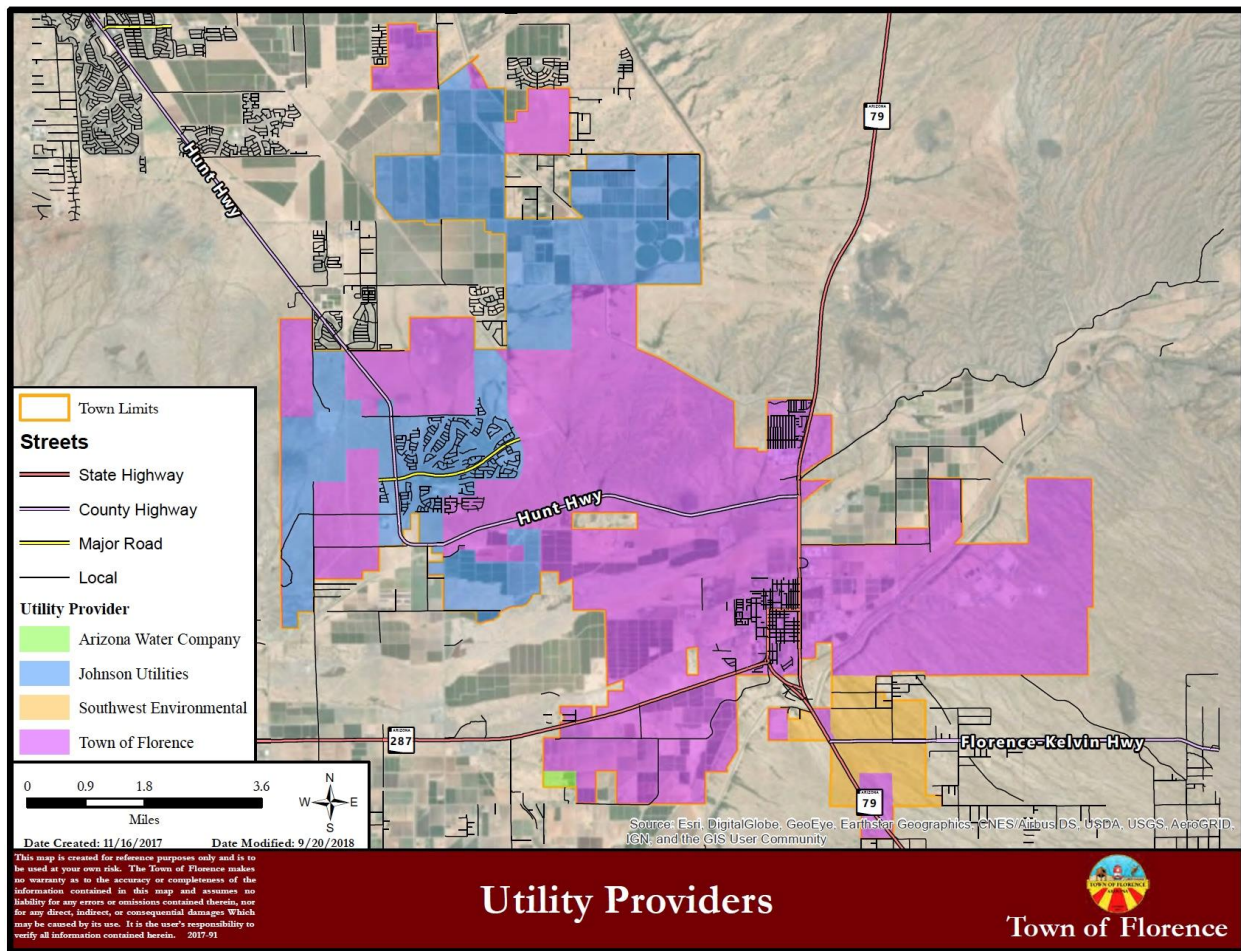 ARIZONA
79
Hunt Hwy
Hunt Hwy
ARIZONA
287
Florence-Kelvin Hwy
ARIZONA
79
Town Limits
Streets
State Highway
County Highway
Major Road
Local
Utility Provider
Arizona Water Company
Johnson Utilities
Southwest Environmental
Town of Florence
0 0.9 1.8 3.6
Miles
N
W E
S
Date Created: 11/16/2017 Date Modified: 9/20/2018
Source: Esri, DigitalGlobe, GeoEye, Earthstar Geographics, CNES/Airbus DS, USDA, USGS, AeroGRID,
IGN, and the GIS User Community
This map is created for reference purposes only and is to
be used at your own risk. The Town of Florence makes
no warranty as to the accuracy or completeness of the
information contained in this map and assumes no
liability for any errors or omissions contained therein, nor
for any direct, indirect, or consequential damages Which
may be caused by its use. It is the user's responsibility to
verify all information contained herein. 2017-91
Utility Providers
TOWN OF FLORENCE
ARIZONA
Town of Florence